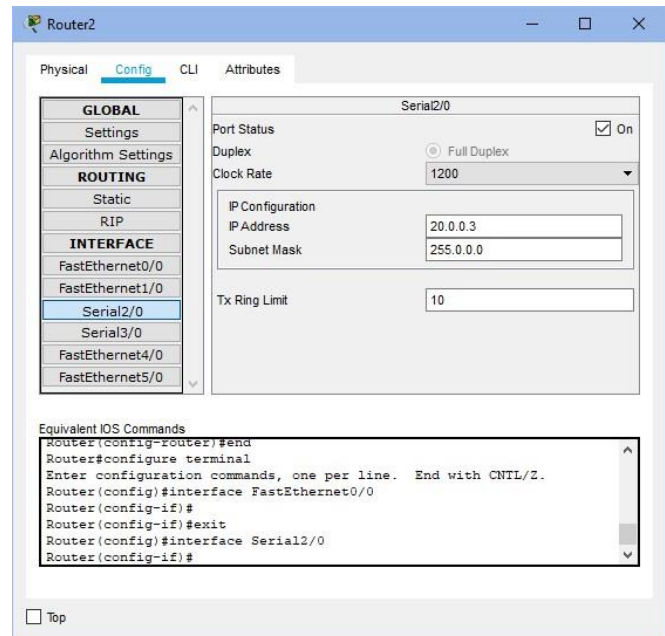 Router2
Physical Config CLI Attributes
GLOBAL
Settings
Algorithm Settings
ROUTING
Static
RIP
INTERFACE
FastEthernet0/0
FastEthernet1/0
Serial2/0
Serial3/0
FastEthernet4/0
FastEthernet5/0
Serial2/0
Port Status On
Duplex Full Duplex
Clock Rate 1200
IP Configuration
IP Address 20.0.0.3
Subnet Mask 255.0.0.0
Tx Ring Limit 10
Equivalent IOS Commands
Router(config-router)#end
Router#configure terminal
Enter configuration commands, one per line. End with CNTL/Z.
Router(config)#interface FastEthernet0/0
Router(config-if)#
Router(config-if)#exit
Router(config)#interface Serial2/0
Router(config-if)#
Top